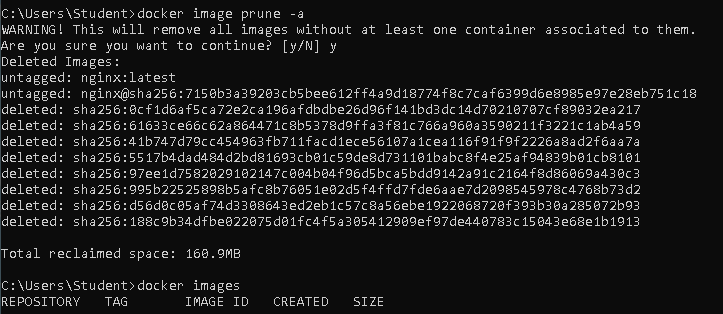 C:\Users\Student>docker image prune -a
WARNING! This will remove all images without at least one container associated to them.
Are you sure you want to continue? [y/N] y
Deleted Images:
untagged: nginx:latest
untagged: nginx@sha256:7150b3a39203cb5bee612ff4a9d18774f8c7caf6399d6e8985e97e28eb751c18
deleted: sha256:0cf1d6af5ca72e2ca196afdbdbe26d96f141bd3dc14d70210707cf89032ea217
deleted: sha256:61633ce66c62a864471c8b5378d9ffa3f81c766a960a3590211f3221c1ab4a59
deleted: sha256:41b747d79cc454963fb711facd1ece56107a1cea116f91f9f2226a8ad2f6aa7a
deleted: sha256:5517b4dad484d2bd81693cb01c59de8d731101babc8f4e25af94839b01cb8101
deleted: sha256:97ee1d7582029102147c004b04f96d5bca5bdd9142a91c2164f8d86069a430c3
deleted: sha256:995b22525898b5afc8b76051e02d5f4ffd7fde6aae7d2098545978c4768b73d2
deleted: sha256:d56d0c05af74d3308643ed2eb1c57c8a56ebe1922068720f393b30a285072b93
deleted: sha256:188c9b34dfbe022075d01fc4f5a305412909ef97de440783c15043e68e1b1913
Total reclaimed space: 160.9MB
C:\Users\Student>docker images
REPOSITORY TAG IMAGE ID CREATED SIZE